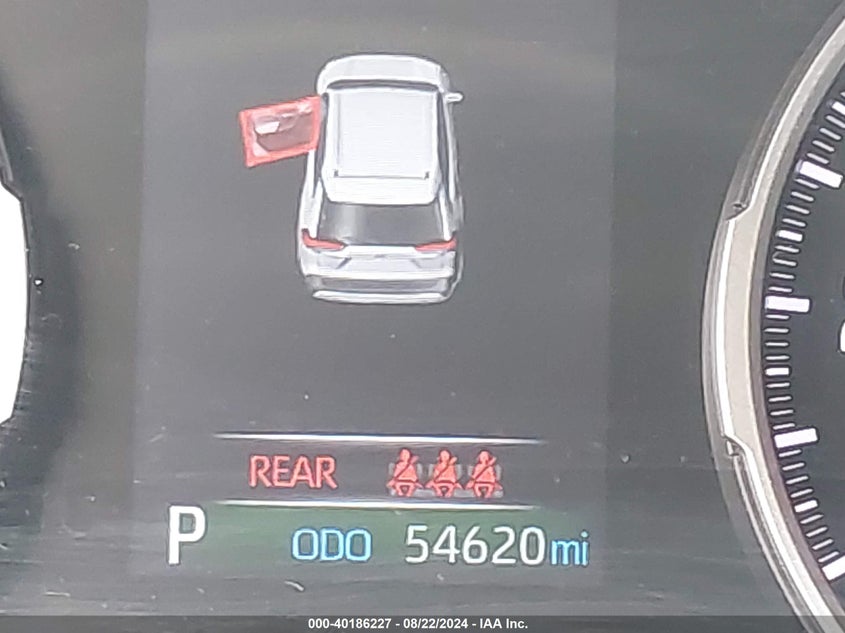 REAR
P ODO 54620mi
000-40186227 - 08/22/2024 - IAA Inc.